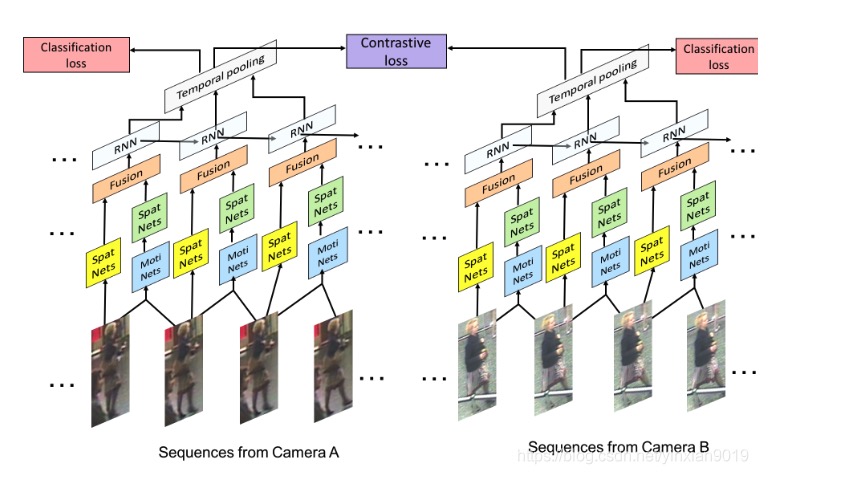 Classification
loss
Contrastive
loss
Classification
loss
Temporal pooling
Temporal pooling
RNN
RNN
RNN
RNN
RNN
RNN
Fusion
Fusion
Fusion
Fusion
Fusion
Fusion
Spat
Nets
Spat
Nets
Spat
Nets
Spat
Nets
Spat
Nets
Spat
Nets
Spat
Nets
Moti
Nets
Spat
Nets
Moti
Nets
Spat
Nets
Moti
Nets
Spat
Nets
Moti
Nets
Spat
Nets
Moti
Nets
Spat
Nets
Moti
Nets
Sequences from Camera A
Sequences from Camera B
https://blog.csdn.net/yinxian9019